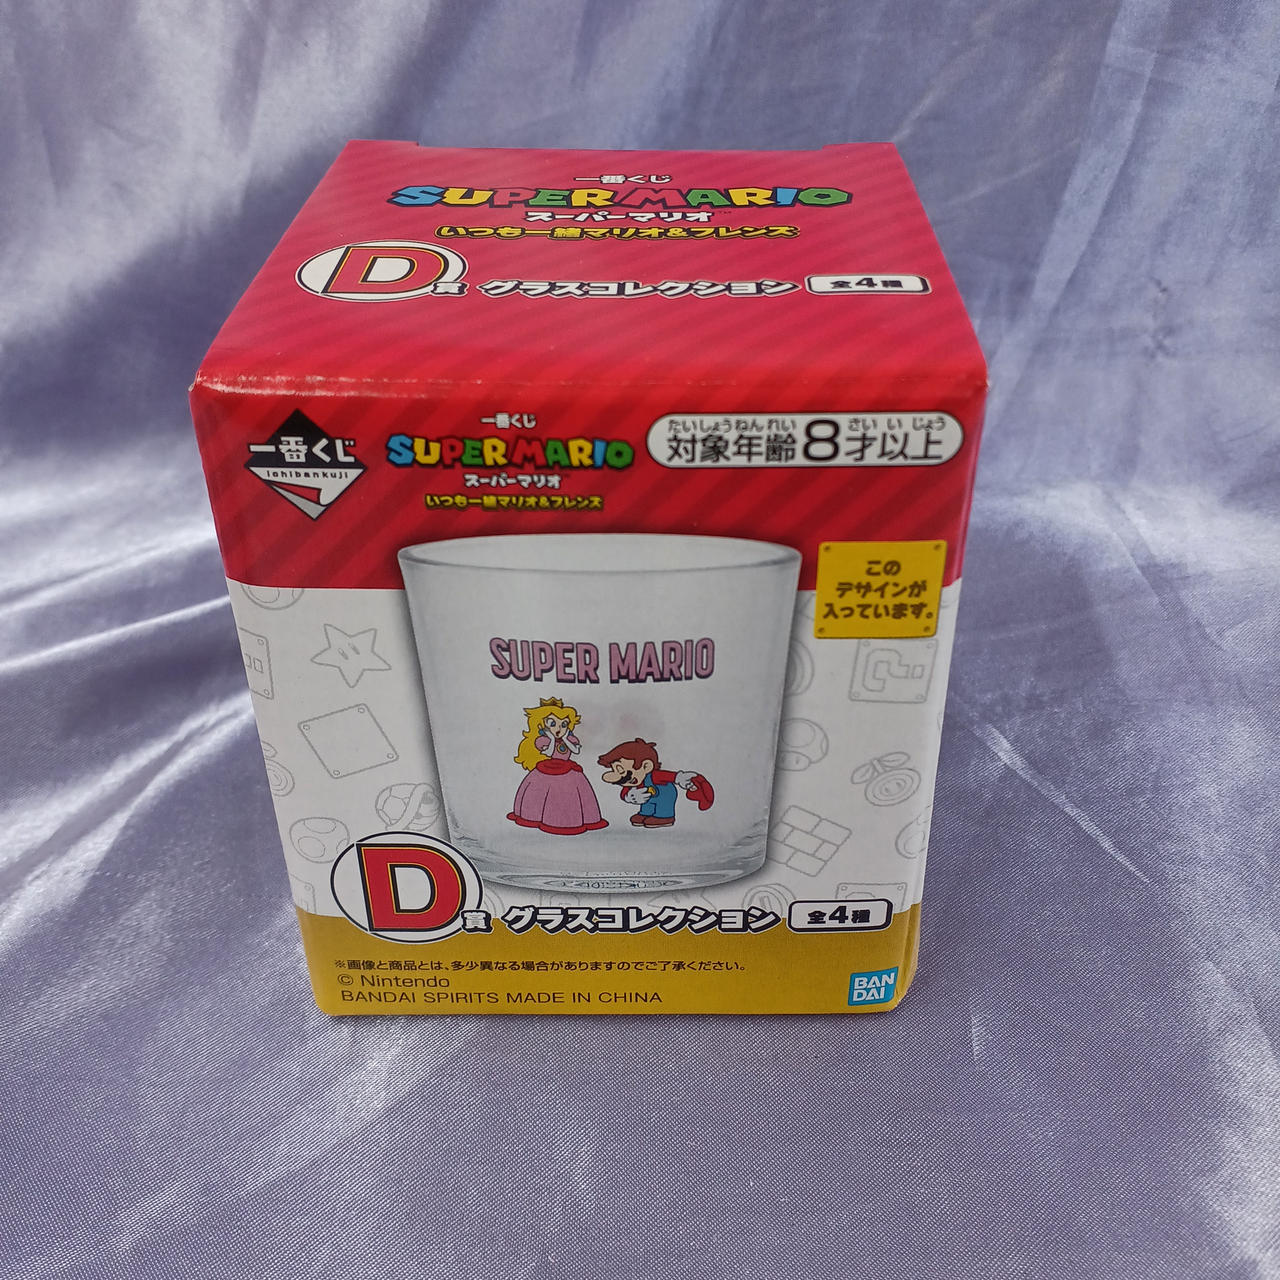 一番くじ
SUPER MARIO
スーパーマリオ™
いつも一緒マリオ&フレンズ
D賞 グラスコレクション 全4種
一番くじ
ichibankuji
一番くじ
SUPER MARIO
スーパーマリオ
いつも一緒マリオ&フレンズ
たいしょうねんれい さい い じょう
対象年齢8才以上
この
デザインが
入っています。
SUPER MARIO
D賞 グラスコレクション 全4種
※画像と商品とは、多少異なる場合がありますのでご了承ください。
© Nintendo
BANDAI SPIRITS MADE IN CHINA
BAN
DAI